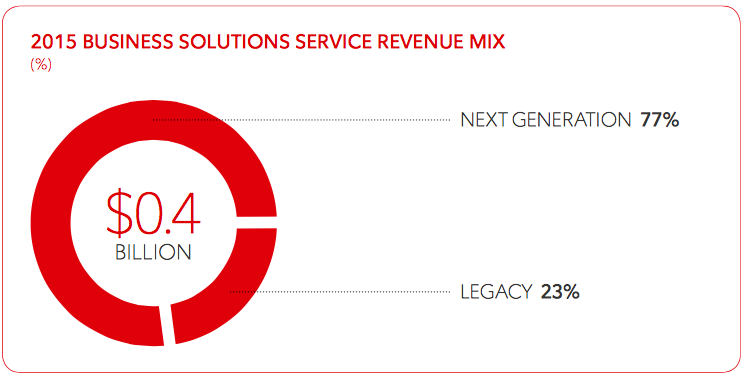 2015 BUSINESS SOLUTIONS SERVICE REVENUE MIX
(%)
NEXT GENERATION 77%
$0.4
BILLION
LEGACY 23%